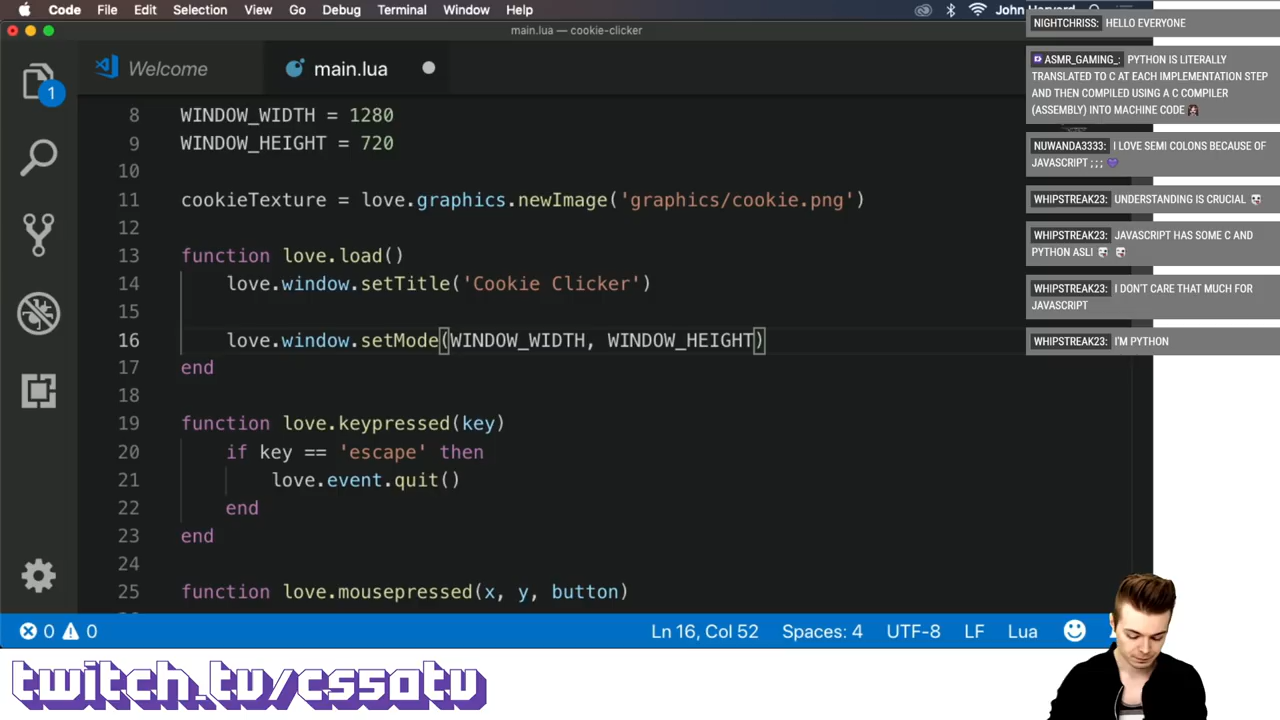 Code File Edit Selection View Go Debug Terminal Window Help
main.lua — cookie-clicker
Welcome
main.lua
1
8 WINDOW_WIDTH = 1280
9 WINDOW_HEIGHT = 720
10
11 cookieTexture = love.graphics.newImage('graphics/cookie.png')
12
13 function love.load()
14 love.window.setTitle('Cookie Clicker')
15
16 love.window.setMode(WINDOW_WIDTH, WINDOW_HEIGHT)
17 end
18
19 function love.keypressed(key)
20 if key == 'escape' then
21 love.event.quit()
22 end
23 end
24
25 function love.mousepressed(x, y, button)
0 0 Ln 16, Col 52 Spaces: 4 UTF-8 LF Lua
NIGHTCHRISS: HELLO EVERYONE
ASMR_GAMING_: PYTHON IS LITERALLY
TRANSLATED TO C AT EACH IMPLEMENTATION STEP
AND THEN COMPILED USING A C COMPILER
(ASSEMBLY) INTO MACHINE CODE
NUWANDA3333: I LOVE SEMI COLONS BECAUSE OF
JAVASCRIPT ; ; ;
WHIPSTREAK23: UNDERSTANDING IS CRUCIAL
WHIPSTREAK23: JAVASCRIPT HAS SOME C AND
PYTHON ASLI
WHIPSTREAK23: I DON'T CARE THAT MUCH FOR
JAVASCRIPT
WHIPSTREAK23: I'M PYTHON
twitch.tv/cs50tv